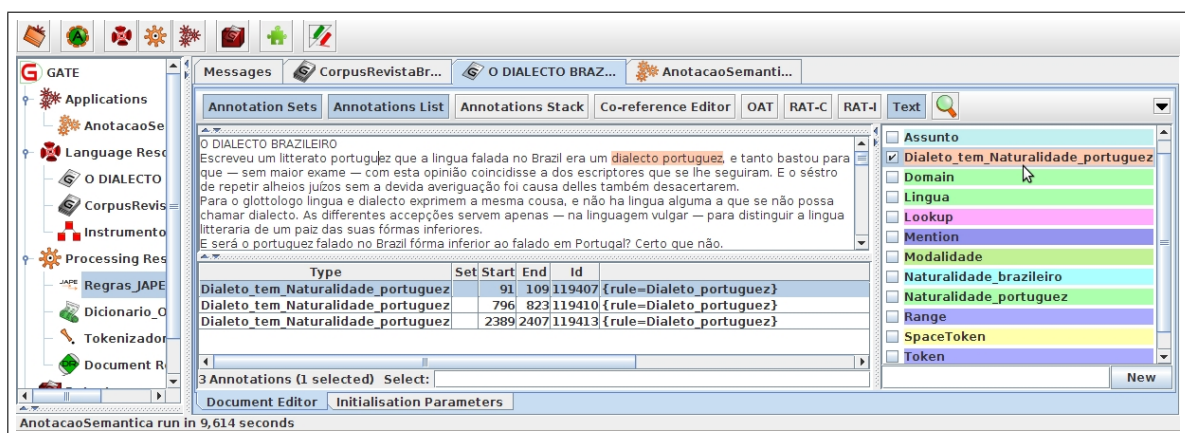 GATE
Applications
AnotacaoSe
Language Resc
O DIALECTO
CorpusRevis
Instrumento
Processing Res
JAPE Regras_JAPE
Dicionario_O
Tokenizador
Document R
Messages CorpusRevistaBr... O DIALECTO BRAZ... AnotacaoSemanti...
Annotation Sets Annotations List Annotations Stack Co-reference Editor OAT RAT-C RAT-I Text
O DIALECTO BRAZILEIRO
Escreveu um litterato portuguez que a lingua falada no Brazil era um dialecto portuguez, e tanto bastou para
que — sem maior exame — com esta opinião coincidisse a dos escriptores que se lhe seguiram. E o séstro
de repetir alheios juízos sem a devida averiguação foi causa delles também desacertarem.
Para o glottologo lingua e dialecto exprimem a mesma cousa, e não ha lingua alguma a que se não possa
chamar dialecto. As differentes accepções servem apenas — na linguagem vulgar — para distinguir a lingua
litteraria de um paiz das suas fórmas inferiores.
E será o portuguez falado no Brazil fórma inferior ao falado em Portugal? Certo que não.
Type Set Start End Id
Dialeto_tem_Naturalidade_portuguez 91 109 119407 {rule=Dialeto_portuguez}
Dialeto_tem_Naturalidade_portuguez 796 823 119410 {rule=Dialeto_portuguez}
Dialeto_tem_Naturalidade_portuguez 2389 2407 119413 {rule=Dialeto_portuguez}
3 Annotations (1 selected) Select:
Document Editor Initialisation Parameters
Assunto
Dialeto_tem_Naturalidade_portuguez
Domain
Lingua
Lookup
Mention
Modalidade
Naturalidade_brazileiro
Naturalidade_portuguez
Range
SpaceToken
Token
New
AnotacaoSemantica run in 9,614 seconds